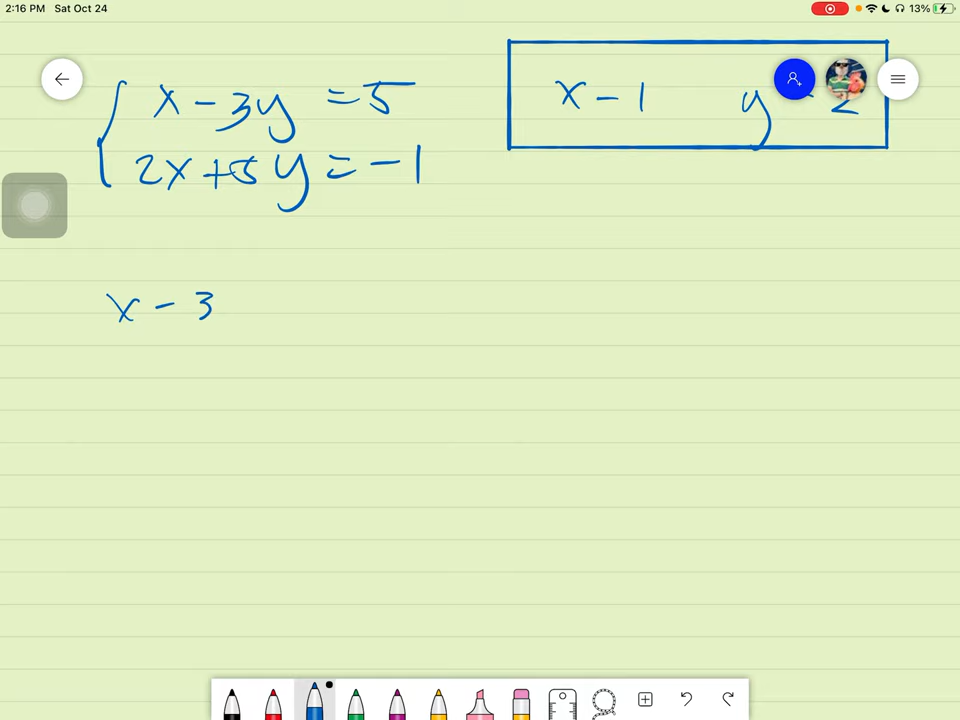 2:16 PM Sat Oct 24
13%
x - 3y = 5
2x + 5y = -1
x - 1 y - 2
x - 3